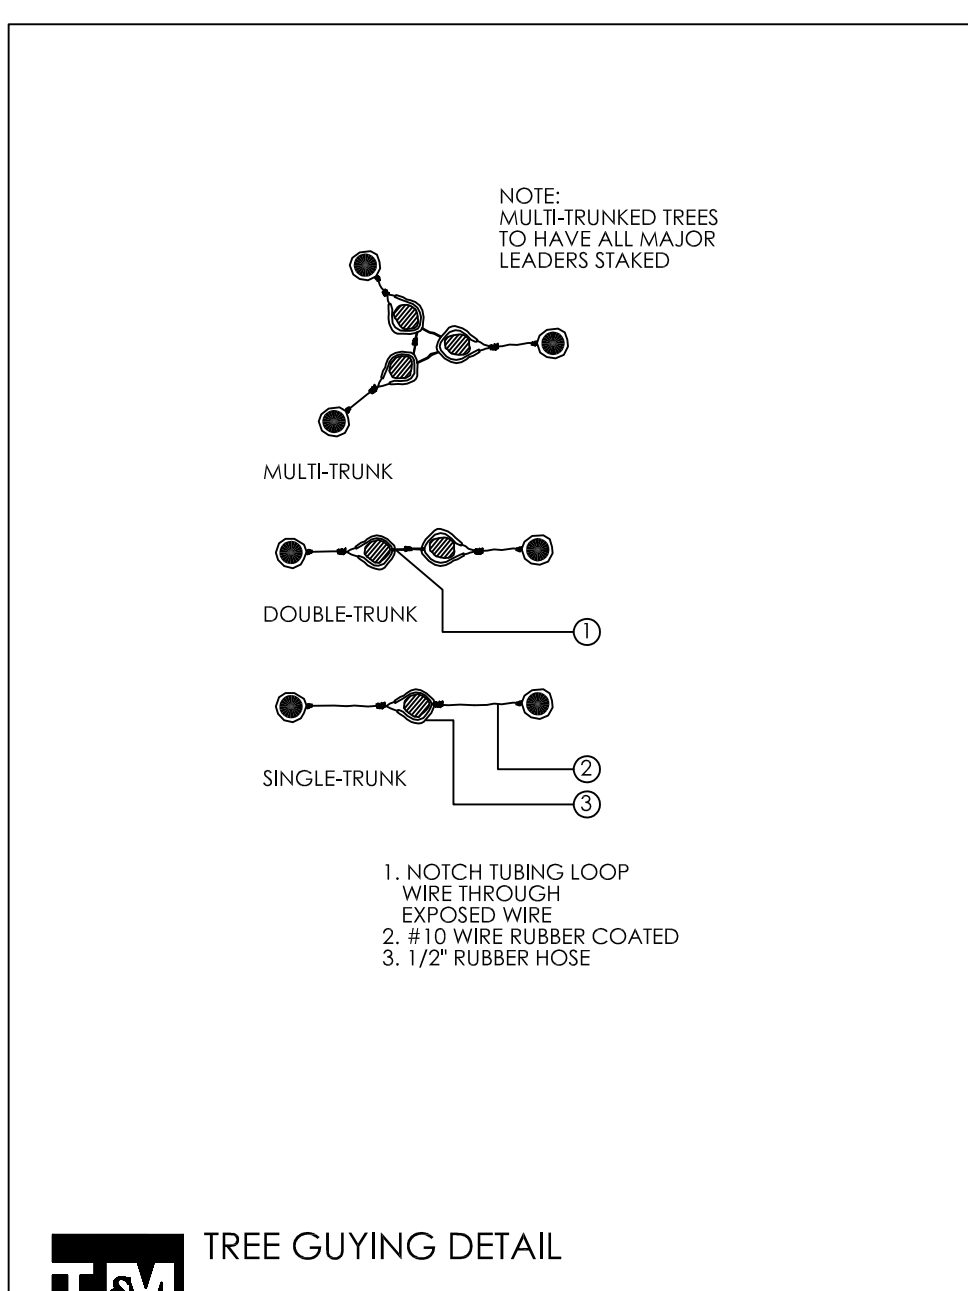 NOTE:
MULTI-TRUNKED TREES
TO HAVE ALL MAJOR
LEADERS STAKED
MULTI-TRUNK
DOUBLE-TRUNK
1
SINGLE-TRUNK
2
3
1. NOTCH TUBING LOOP
WIRE THROUGH
EXPOSED WIRE
2. #10 WIRE RUBBER COATED
3. 1/2" RUBBER HOSE
TREE GUYING DETAIL
T&M